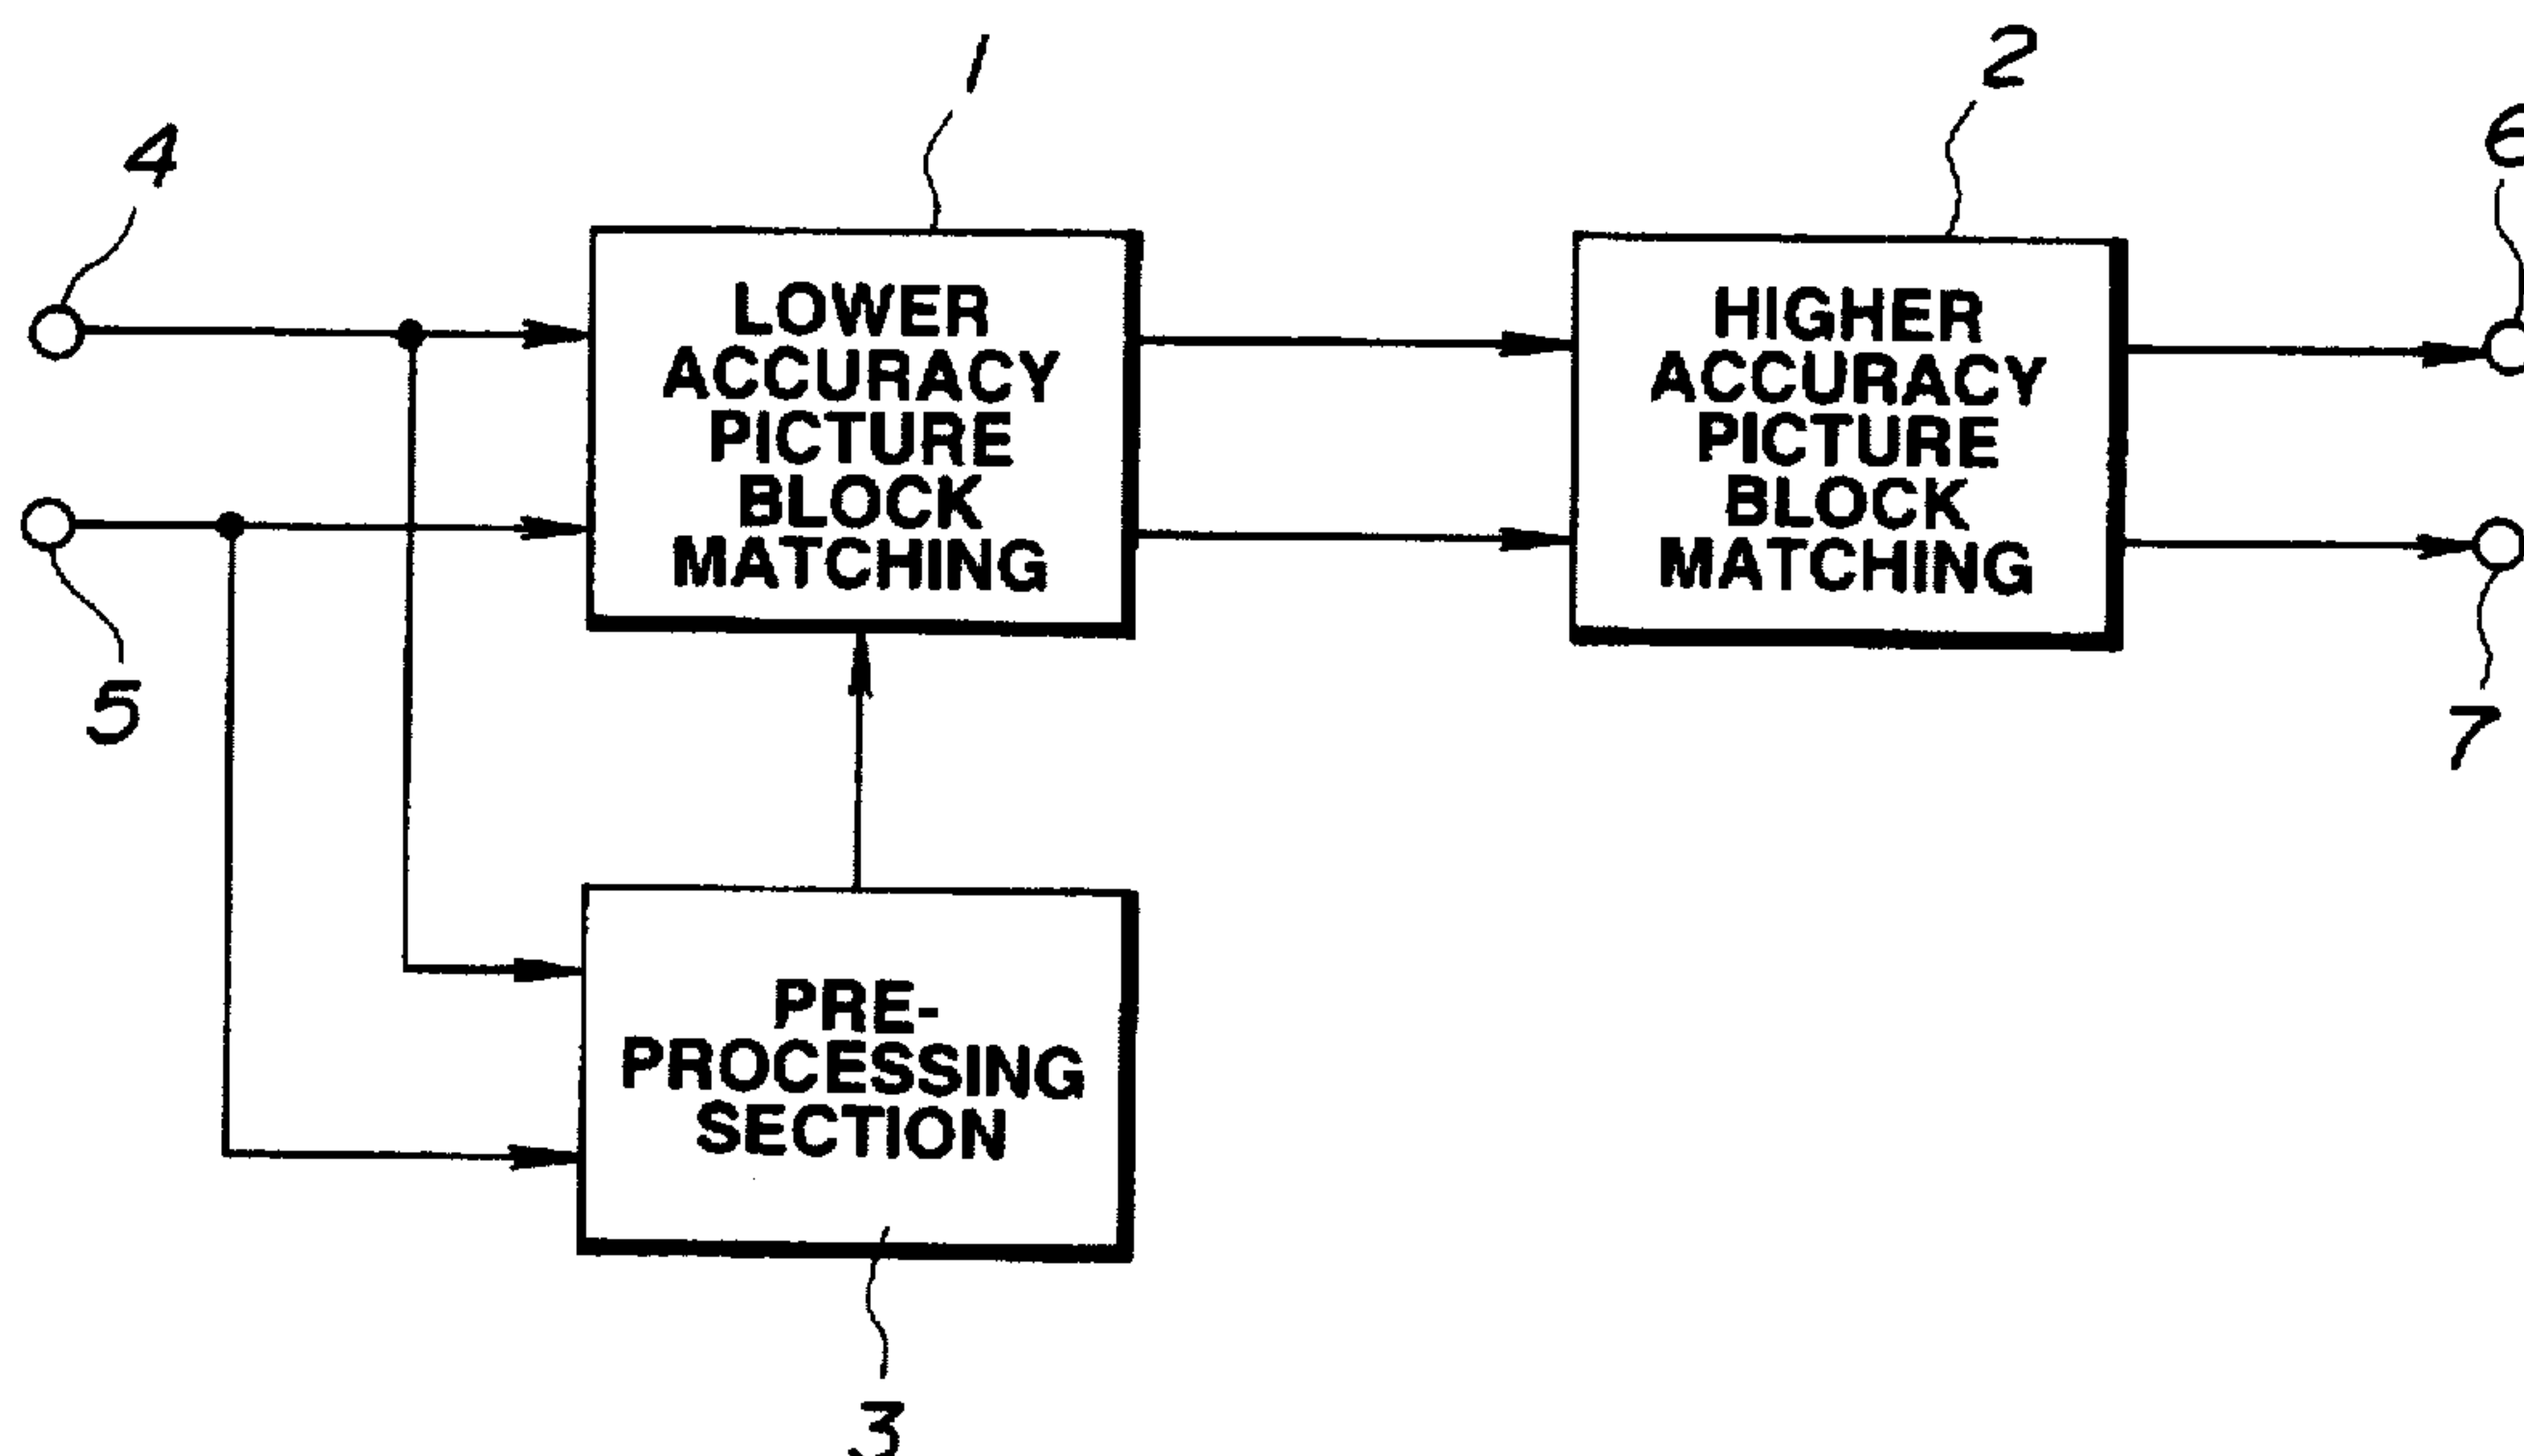 1
2
4
6
LOWER
ACCURACY
PICTURE
BLOCK
MATCHING
HIGHER
ACCURACY
PICTURE
BLOCK
MATCHING
5
7
PRE-
PROCESSING
SECTION
3